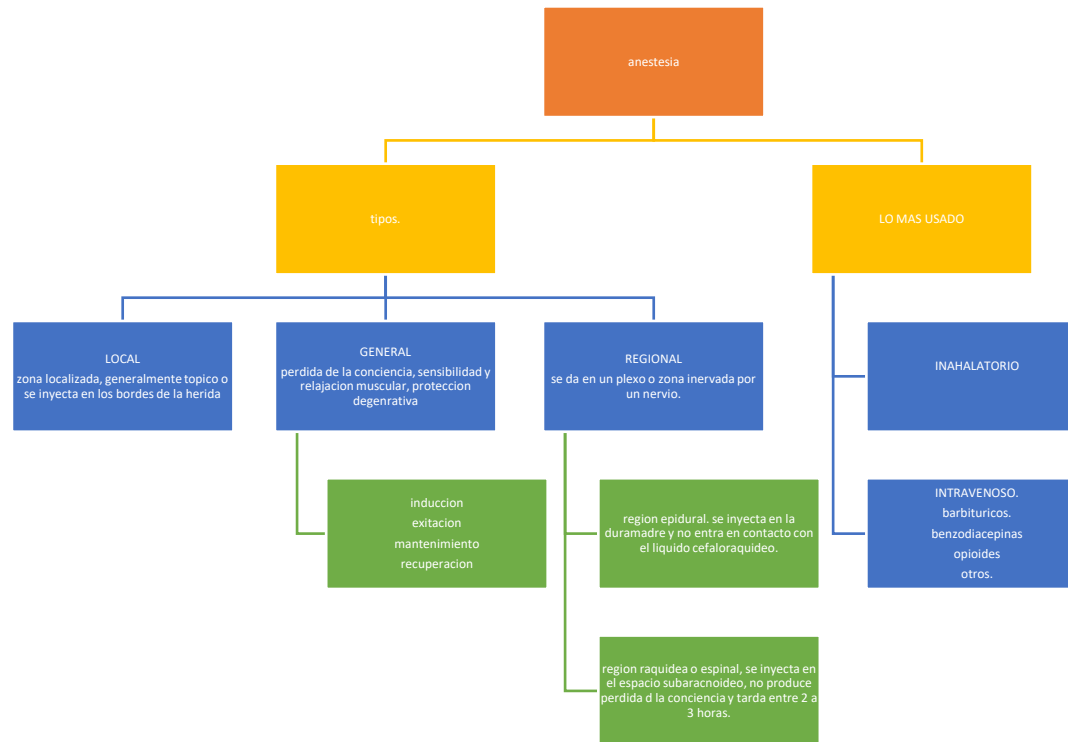 anestesia
tipos.
LO MAS USADO
LOCAL
zona localizada, generalmente topico o
se inyecta en los bordes de la herida
GENERAL
perdida de la conciencia, sensibilidad y
relajacion muscular, proteccion
degenrativa
REGIONAL
se da en un plexo o zona inervada por
un nervio.
INAHALATORIO
induccion
exitacion
mantenimiento
recuperacion
region epidural. se inyecta en la
duramadre y no entra en contacto con
el liquido cefaloraquideo.
INTRAVENOSO.
barbituricos.
benzodiacepinas
opioides
otros.
region raquidea o espinal, se inyecta en
el espacio subaracnoideo, no produce
perdida d la conciencia y tarda entre 2 a
3 horas.